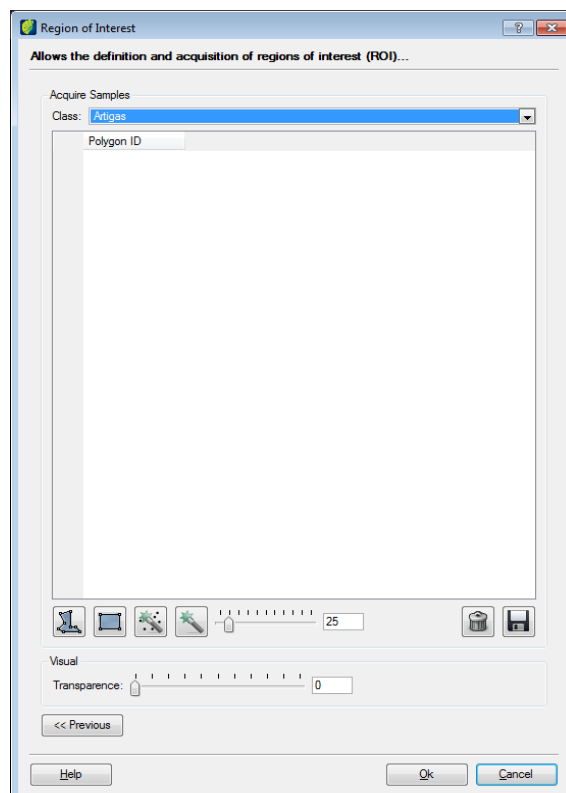 Region of Interest
Allows the definition and acquisition of regions of interest (ROI)...
Acquire Samples
Class: Artigas
Polygon ID
25
Visual
Transparence: 0
<< Previous
Help Ok Cancel